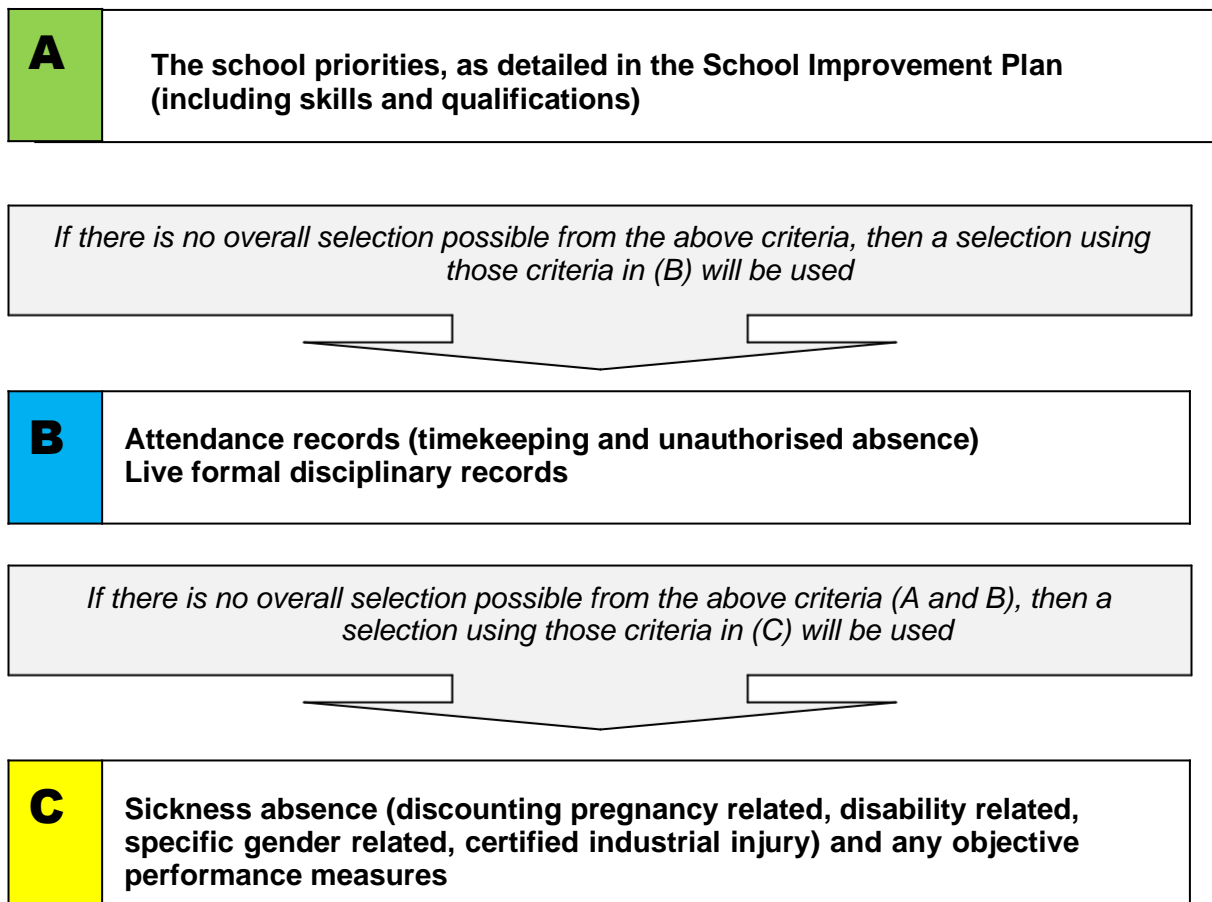 A
The school priorities, as detailed in the School Improvement Plan
(including skills and qualifications)
If there is no overall selection possible from the above criteria, then a selection using
those criteria in (B) will be used
B
Attendance records (timekeeping and unauthorised absence)
Live formal disciplinary records
If there is no overall selection possible from the above criteria (A and B), then a
selection using those criteria in (C) will be used
C
Sickness absence (discounting pregnancy related, disability related,
specific gender related, certified industrial injury) and any objective
performance measures